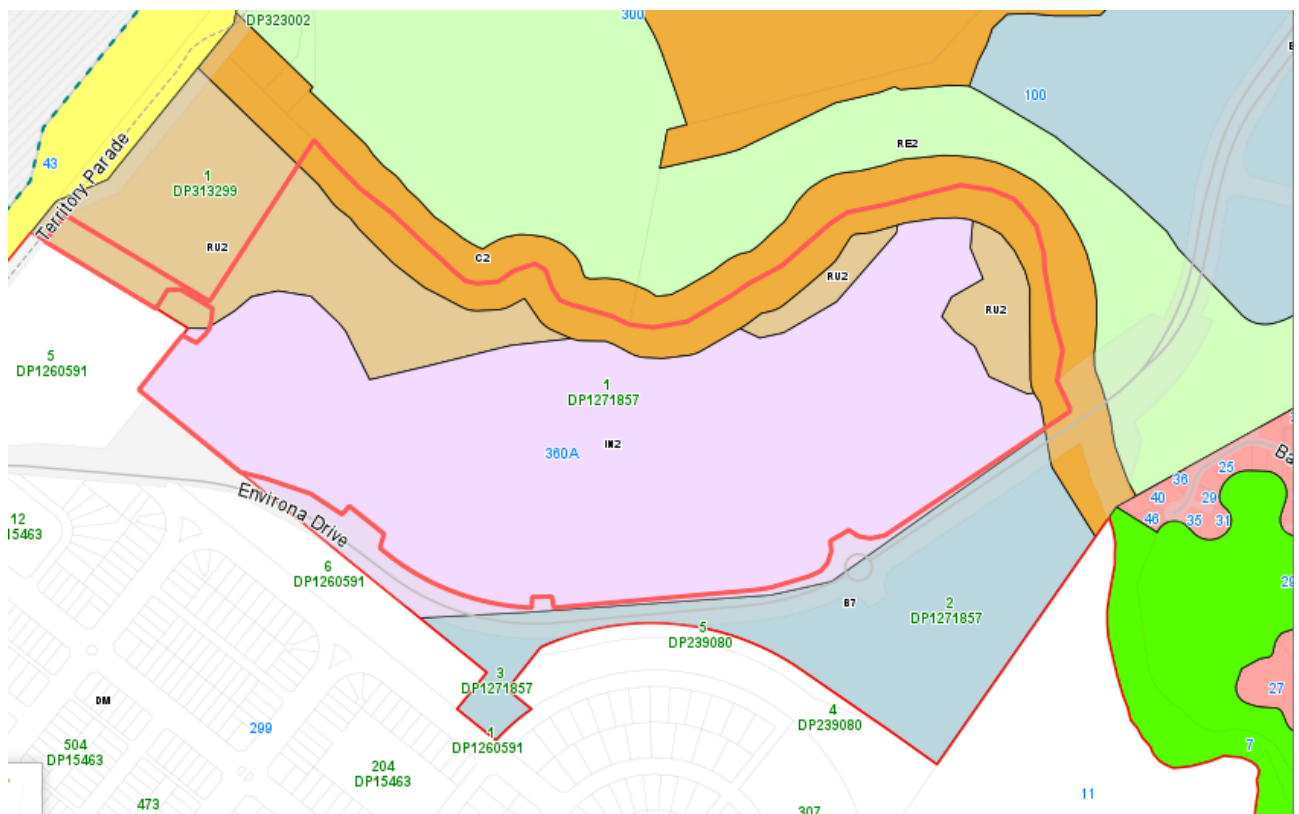 DP323002
300
100
RE2
43
Territory Parade
1
DP313299
RU2
C2
RU2
RU2
5
DP1260591
1
DP1271857
IN2
360A
Environa Drive
36
25
40
29
46
35
31
12
15463
6
DP1260591
B7
2
DP1271857
5
DP239080
3
DP1271857
27
DM
299
4
DP239080
1
DP1260591
504
DP15463
204
DP15463
7
473
307
11